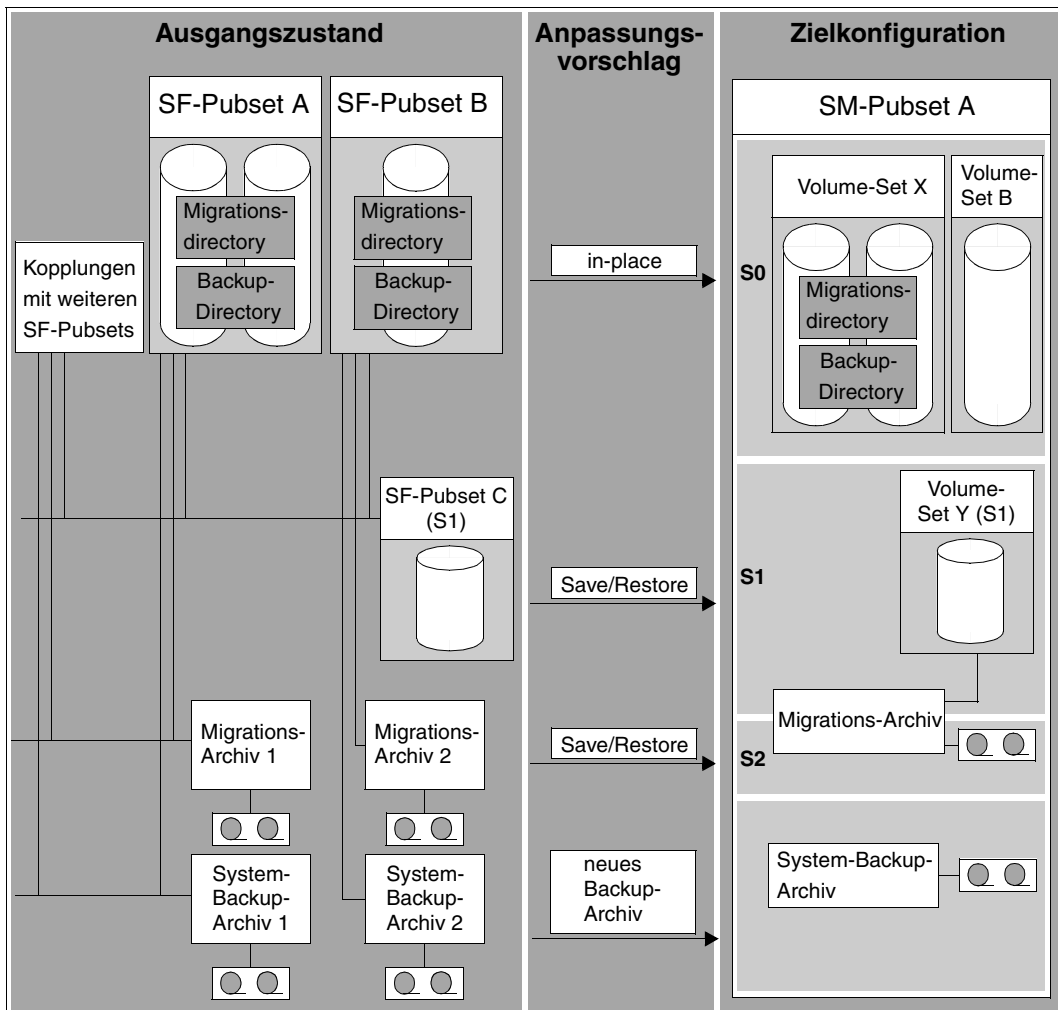 Ausgangszustand
SF-Pubset A
SF-Pubset B
Migrations-
directory
Backup-
Directory
Migrations-
directory
Backup-
Directory
Kopplungen
mit weiteren
SF-Pubsets
SF-Pubset C
(S1)
Migrations-
Archiv 1
Migrations-
Archiv 2
System-
Backup-
Archiv 1
System-
Backup-
Archiv 2
Anpassungs-
vorschlag
in-place
Save/Restore
Save/Restore
neues
Backup-
Archiv
Zielkonfiguration
SM-Pubset A
S0
Volume-Set X
Migrations-
directory
Backup-
Directory
Volume-
Set B
S1
Volume-
Set Y (S1)
Migrations-Archiv
S2
System-Backup-
Archiv